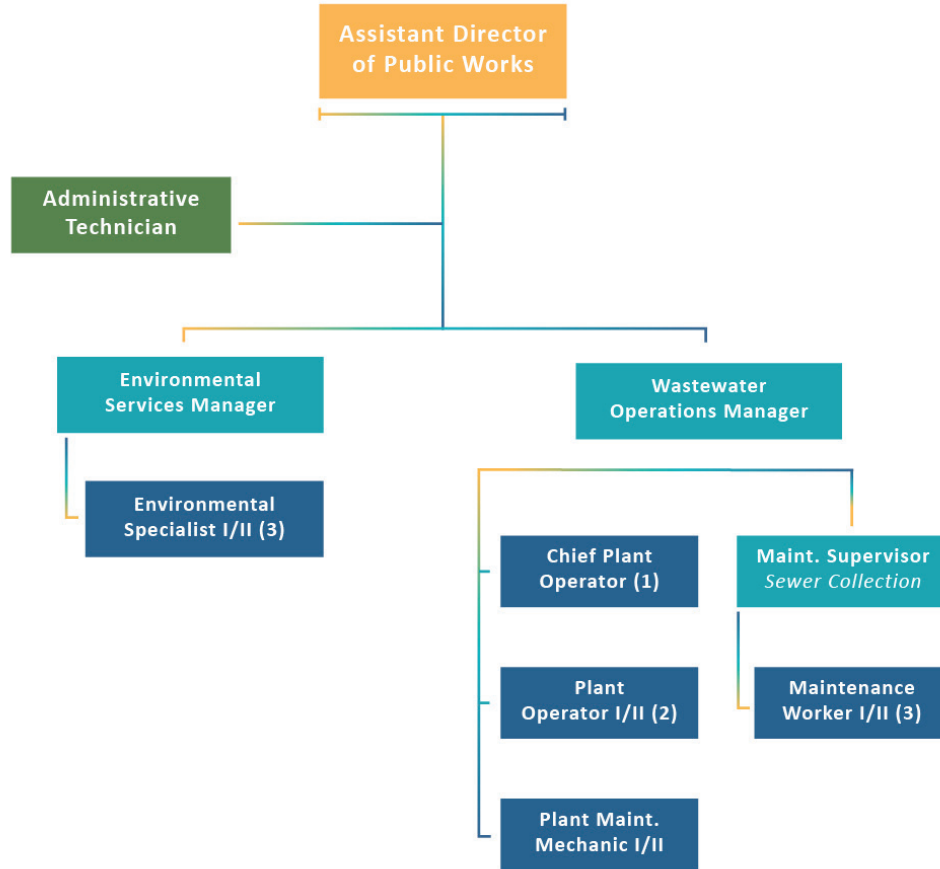 Assistant Director
of Public Works
Administrative
Technician
Environmental
Services Manager
Wastewater
Operations Manager
Environmental
Specialist I/II (3)
Chief Plant
Operator (1)
Maint. Supervisor
Sewer Collection
Plant
Operator I/II (2)
Maintenance
Worker I/II (3)
Plant Maint.
Mechanic I/II